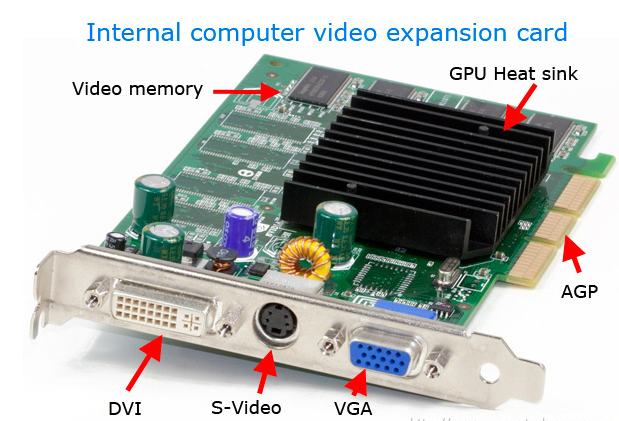 Internal computer video expansion card
GPU Heat sink
Video memory
AGP
DVI
S-Video
VGA